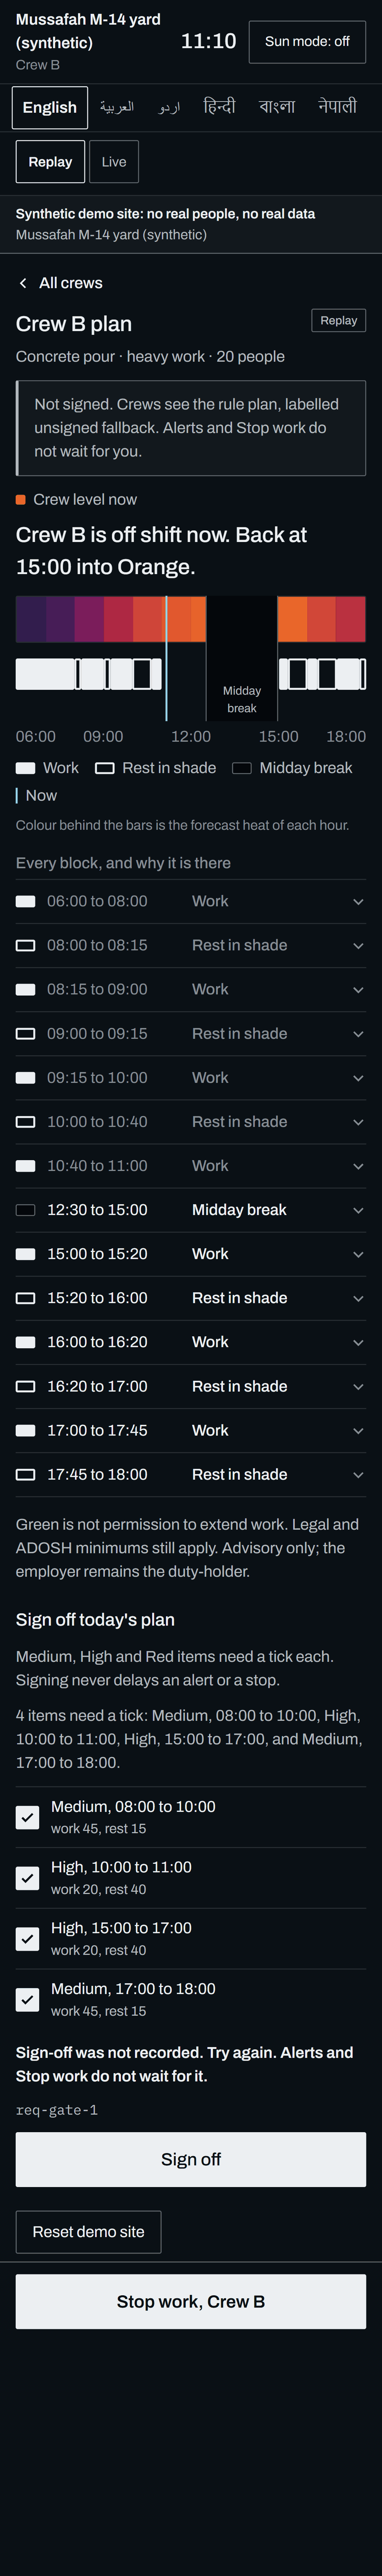 Mussafah M-14 yard
(synthetic)
Crew B
11:10
Sun mode: off
English
العربية
اردو
हिन्दी
বাংলা
नेपाली
Replay
Live
Synthetic demo site: no real people, no real data
Mussafah M-14 yard (synthetic)
All crews
Crew B plan
Replay
Concrete pour · heavy work · 20 people
Not signed. Crews see the rule plan, labelled
unsigned fallback. Alerts and Stop work do
not wait for you.
Crew level now
Crew B is off shift now. Back at
15:00 into Orange.
Midday
break
06:00 09:00 12:00 15:00 18:00
Work Rest in shade Midday break
Now
Colour behind the bars is the forecast heat of each hour.
Every block, and why it is there
06:00 to 08:00 Work
08:00 to 08:15 Rest in shade
08:15 to 09:00 Work
09:00 to 09:15 Rest in shade
09:15 to 10:00 Work
10:00 to 10:40 Rest in shade
10:40 to 11:00 Work
12:30 to 15:00 Midday break
15:00 to 15:20 Work
15:20 to 16:00 Rest in shade
16:00 to 16:20 Work
16:20 to 17:00 Rest in shade
17:00 to 17:45 Work
17:45 to 18:00 Rest in shade
Green is not permission to extend work. Legal and
ADOSH minimums still apply. Advisory only; the
employer remains the duty-holder.
Sign off today's plan
Medium, High and Red items need a tick each.
Signing never delays an alert or a stop.
4 items need a tick: Medium, 08:00 to 10:00, High,
10:00 to 11:00, High, 15:00 to 17:00, and Medium,
17:00 to 18:00.
Medium, 08:00 to 10:00
work 45, rest 15
High, 10:00 to 11:00
work 20, rest 40
High, 15:00 to 17:00
work 20, rest 40
Medium, 17:00 to 18:00
work 45, rest 15
Sign-off was not recorded. Try again. Alerts and
Stop work do not wait for it.
req-gate-1
Sign off
Reset demo site
Stop work, Crew B